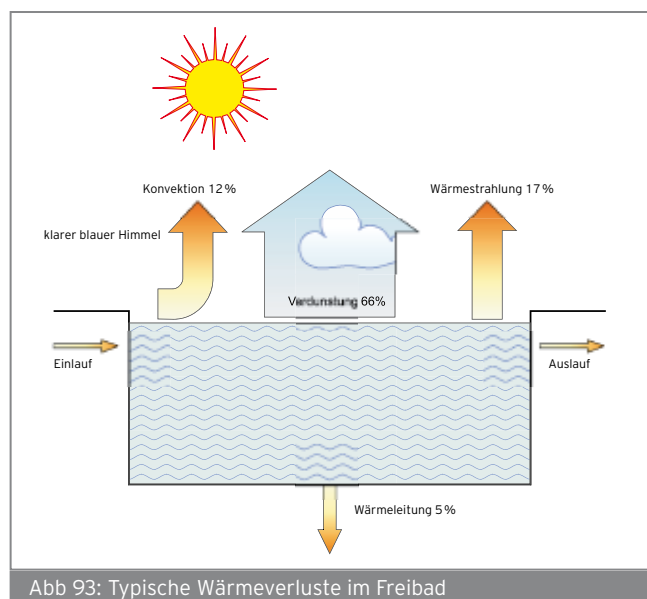 Konvektion 12 %
Wärmestrahlung 17 %
klarer blauer Himmel
Verdunstung 66%
Einlauf
Auslauf
Wärmeleitung 5 %
Abb 93: Typische Wärmeverluste im Freibad